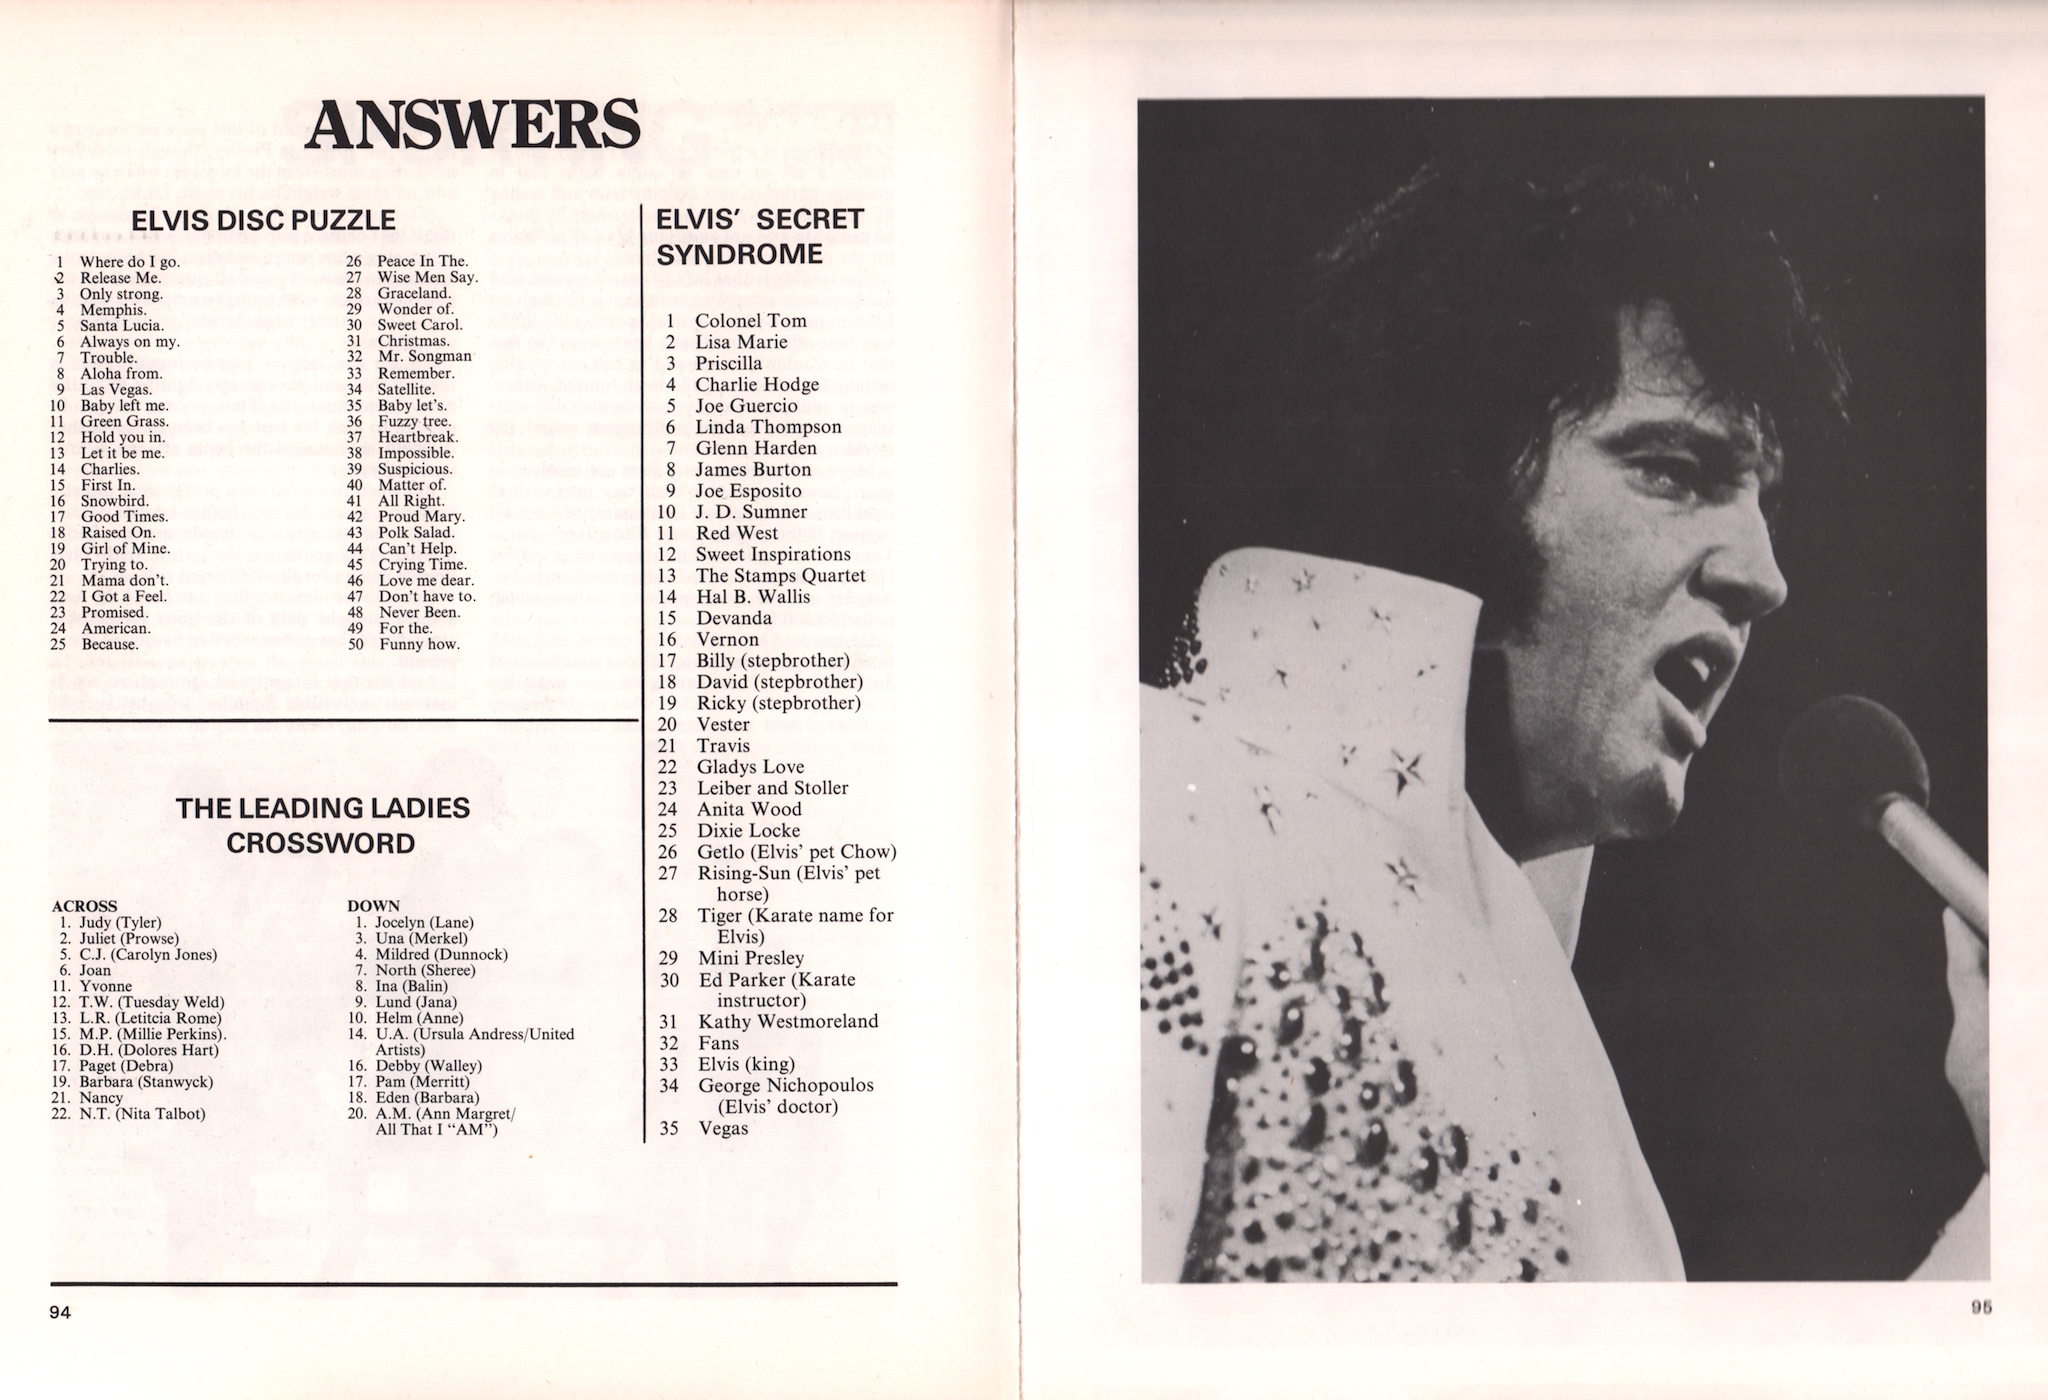 ANSWERS
ELVIS DISC PUZZLE
1 Where do I go.
2 Release Me.
3 Only strong.
4 Memphis.
5 Santa Lucia.
6 Always on my.
7 Trouble.
8 Aloha from.
9 Las Vegas.
10 Baby left me.
11 Green Grass.
12 Hold you in.
13 Let it be me.
14 Charlies.
15 First In.
16 Snowbird.
17 Good Times.
18 Raised On.
19 Girl of Mine.
20 Trying to.
21 Mama don't.
22 I Got a Feel.
23 Promised.
24 American.
25 Because.
26 Peace In The.
27 Wise Men Say.
28 Graceland.
29 Wonder of.
30 Sweet Carol.
31 Christmas.
32 Mr. Songman
33 Remember.
34 Satellite.
35 Baby let's.
36 Fuzzy tree.
37 Heartbreak.
38 Impossible.
39 Suspicious.
40 Matter of.
41 All Right.
42 Proud Mary.
43 Polk Salad.
44 Can't Help.
45 Crying Time.
46 Love me dear.
47 Don't have to.
48 Never Been.
49 For the.
50 Funny how.
THE LEADING LADIES
CROSSWORD
ACROSS
1. Judy (Tyler)
2. Juliet (Prowse)
5. C.J. (Carolyn Jones)
6. Joan
11. Yvonne
12. T.W. (Tuesday Weld)
13. L.R. (Letitcia Rome)
15. M.P. (Millie Perkins).
16. D.H. (Dolores Hart)
17. Paget (Debra)
19. Barbara (Stanwyck)
21. Nancy
22. N.T. (Nita Talbot)
DOWN
1. Jocelyn (Lane)
3. Una (Merkel)
4. Mildred (Dunnock)
7. North (Sheree)
8. Ina (Balin)
9. Lund (Jana)
10. Helm (Anne)
14. U.A. (Ursula Andress/United
Artists)
16. Debby (Walley)
17. Pam (Merritt)
18. Eden (Barbara)
20. A.M. (Ann Margret/
All That I “AM”)
ELVIS' SECRET
SYNDROME
1 Colonel Tom
2 Lisa Marie
3 Priscilla
4 Charlie Hodge
5 Joe Guercio
6 Linda Thompson
7 Glenn Harden
8 James Burton
9 Joe Esposito
10 J. D. Sumner
11 Red West
12 Sweet Inspirations
13 The Stamps Quartet
14 Hal B. Wallis
15 Devanda
16 Vernon
17 Billy (stepbrother)
18 David (stepbrother)
19 Ricky (stepbrother)
20 Vester
21 Travis
22 Gladys Love
23 Leiber and Stoller
24 Anita Wood
25 Dixie Locke
26 Getlo (Elvis' pet Chow)
27 Rising-Sun (Elvis' pet
horse)
28 Tiger (Karate name for
Elvis)
29 Mini Presley
30 Ed Parker (Karate
instructor)
31 Kathy Westmoreland
32 Fans
33 Elvis (king)
34 George Nichopoulos
(Elvis' doctor)
35 Vegas
94
95